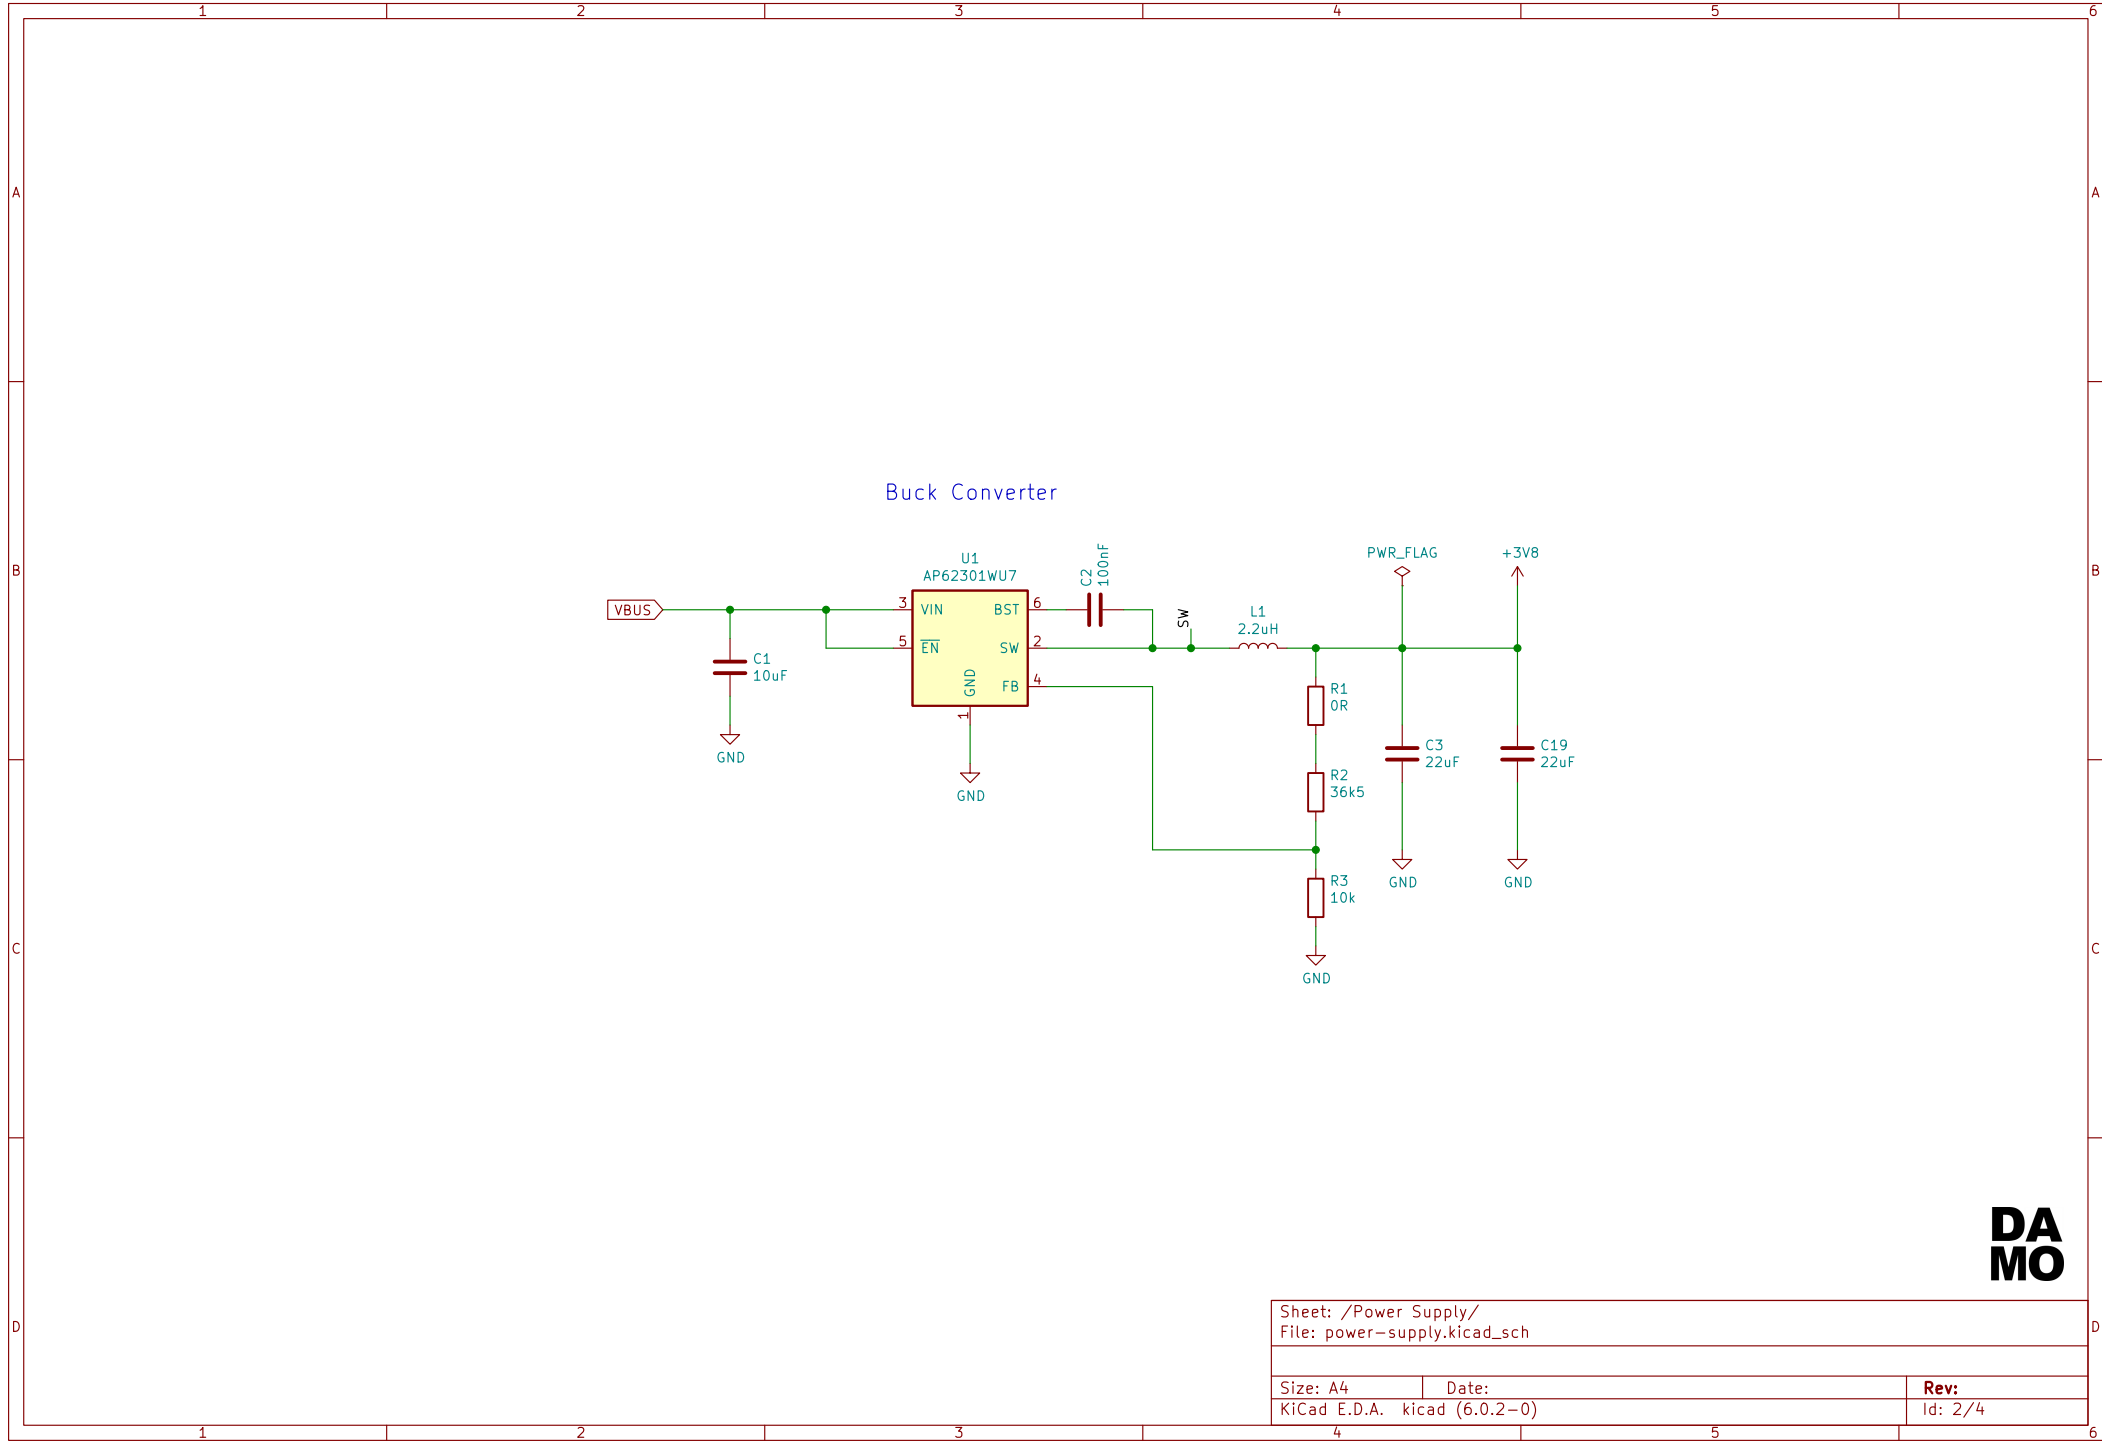 1 2 3 4 5 6
A A
Buck Converter
U1
AP62301WU7
C2
100nF
PWR_FLAG
+3V8
B B
VBUS
3 VIN
BST 6
5 EN
SW 2
GND
FB 4
1
SW
L1
2.2uH
C1
10uF
GND
GND
R1
0R
R2
36k5
C3
22uF
C19
22uF
GND
GND
R3
10k
GND
C C
DA
MO
D D
Sheet: /Power Supply/
File: power-supply.kicad_sch
Size: A4 Date: Rev:
KiCad E.D.A. kicad (6.0.2-0) Id: 2/4
1 2 3 4 5 6